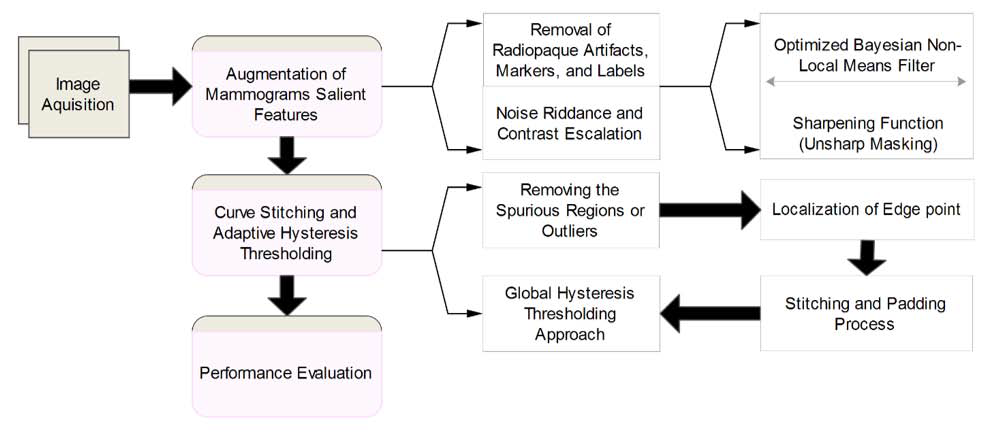 Image
Aquisition
Augmentation of
Mammograms Salient
Features
Removal of
Radiopaque Artifacts,
Markers, and Labels
Noise Riddance and
Contrast Escalation
Optimized Bayesian Non-
Local Means Filter
Sharpening Function
(Unsharp Masking)
Curve Stitching and
Adaptive Hysteresis
Thresholding
Removing the
Spurious Regions or
Outliers
Localization of Edge point
Stitching and Padding
Process
Global Hysteresis
Thresholding
Approach
Performance Evaluation